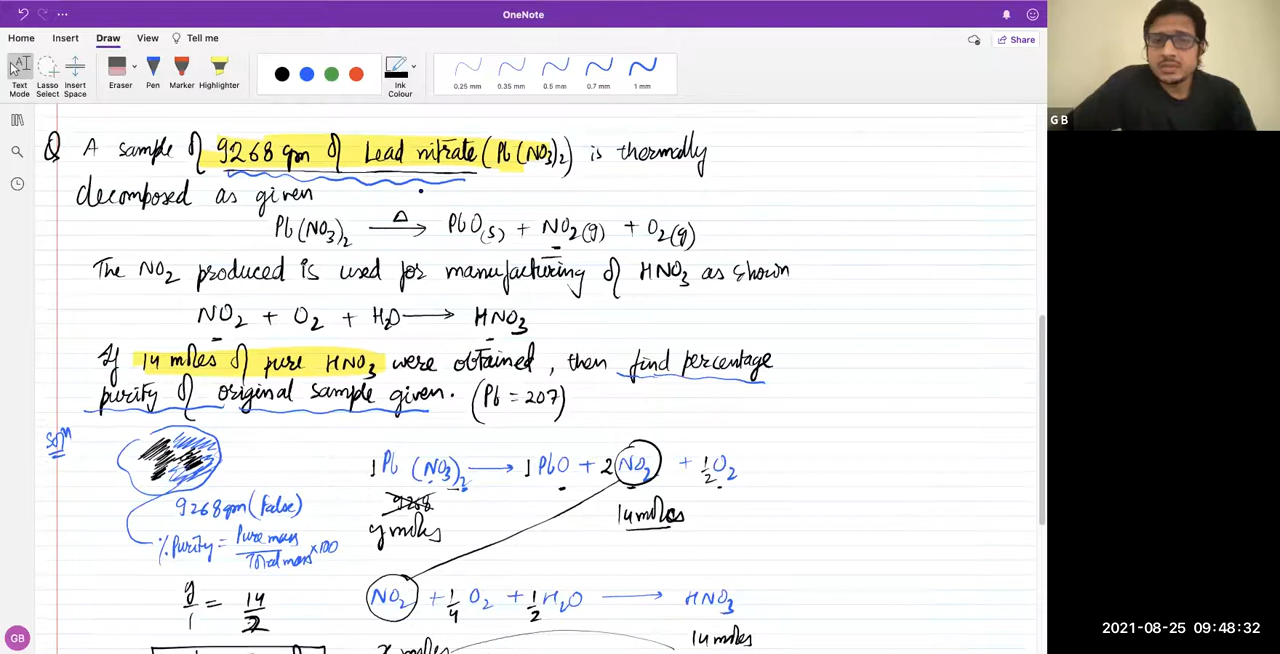 OneNote
Home Insert Draw View Tell me
Share
Text Mode
Lasso Select
Insert Space
Eraser
Pen
Marker
Highlighter
Ink Colour
0.25 mm 0.35 mm 0.5 mm 0.7 mm 1 mm
G B
Q A sample of 9268 gm of Lead nitrate (Pb(NO3)2) is thermally
decomposed as given
Pb(NO3)2 —Δ→ PbO(s) + NO2(g) + O2(g)
The NO2 produced is used for manufacturing of HNO3 as shown
NO2 + O2 + H2O → HNO3
If 14 moles of pure HNO3 were obtained, then find percentage
purity of original sample given. (Pb = 207)
Soln
1 Pb(NO3)2 → 1 PbO + 2 NO2 + 1/2 O2
9268
y moles
14 moles
9268 gm (False)
% Purity = Pure mass / Total mass × 100
y/1 = 14/2
NO2 + 1/4 O2 + 1/2 H2O → HNO3
x moles
14 moles
GB
2021-08-25 09:48:32